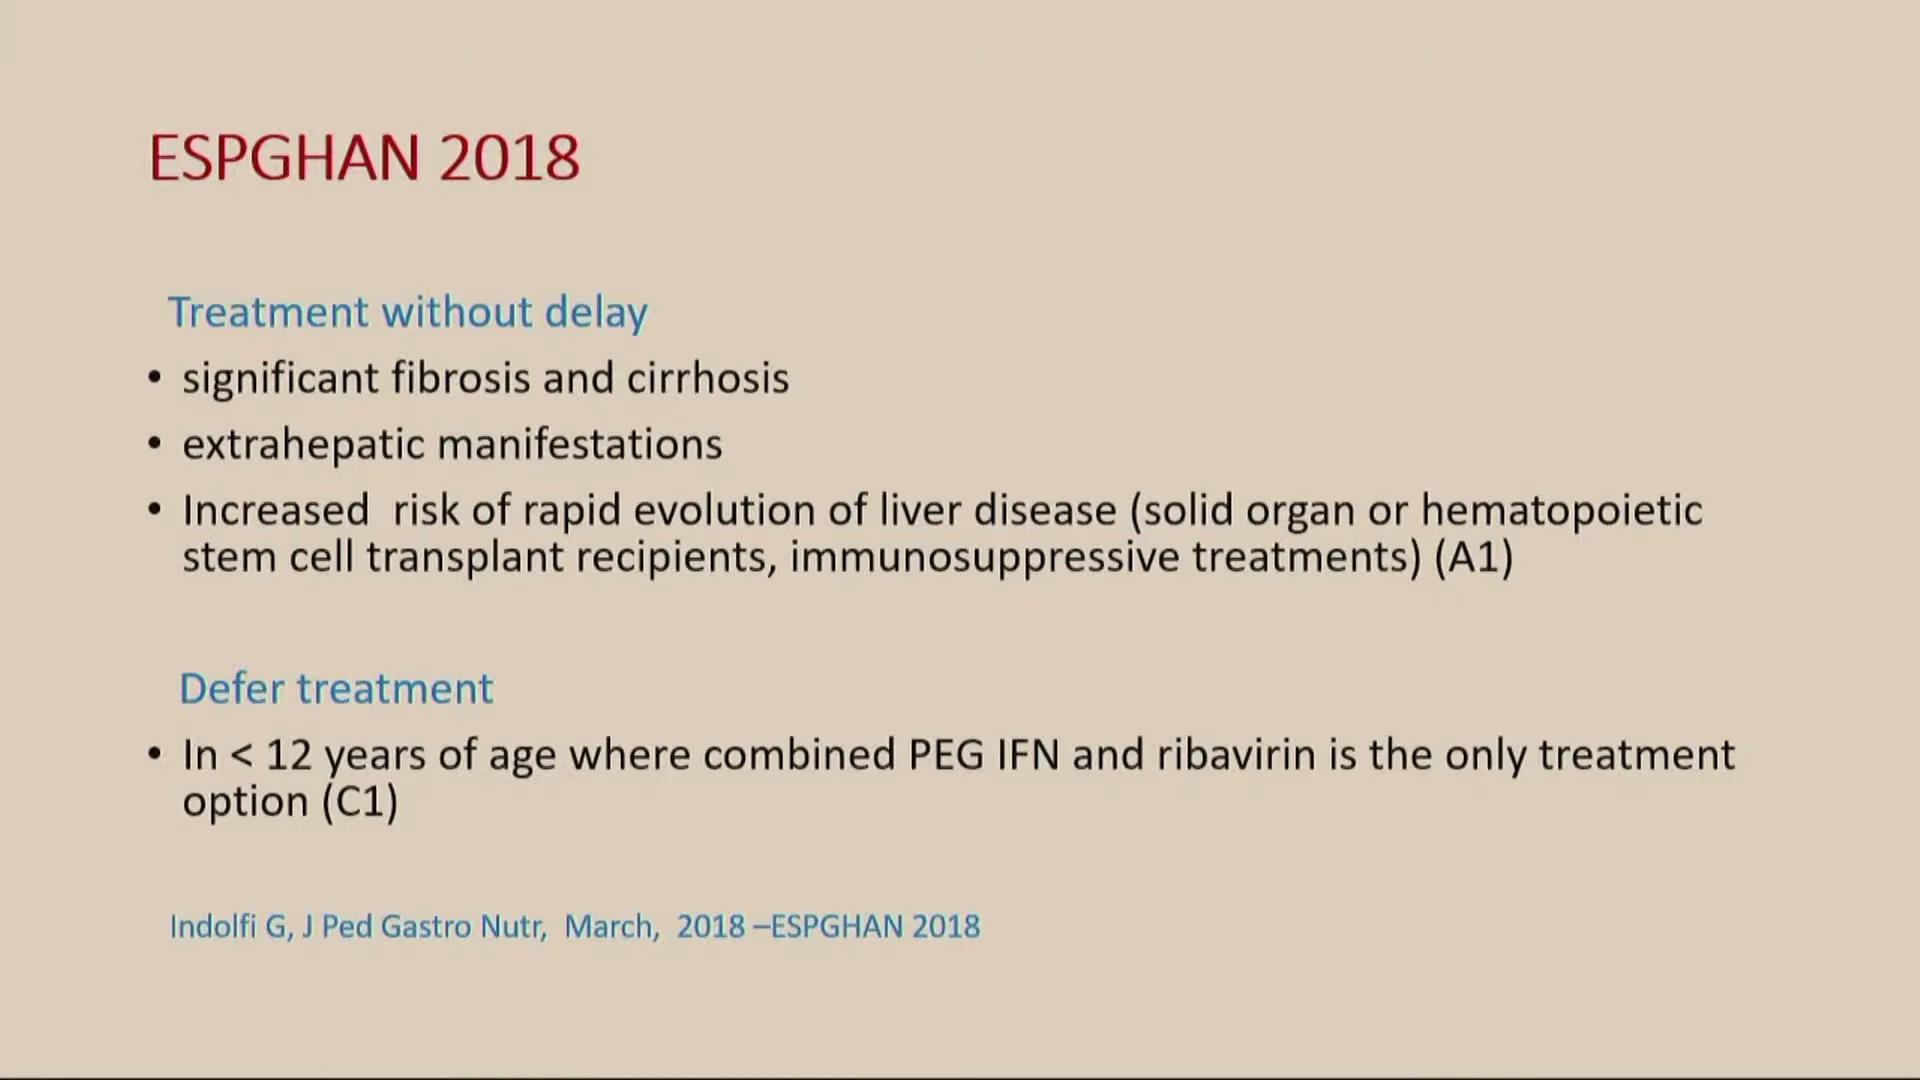 ESPGHAN 2018
Treatment without delay
• significant fibrosis and cirrhosis
• extrahepatic manifestations
• Increased risk of rapid evolution of liver disease (solid organ or hematopoietic
stem cell transplant recipients, immunosuppressive treatments) (A1)
Defer treatment
• In < 12 years of age where combined PEG IFN and ribavirin is the only treatment
option (C1)
Indolfi G, J Ped Gastro Nutr, March, 2018 –ESPGHAN 2018